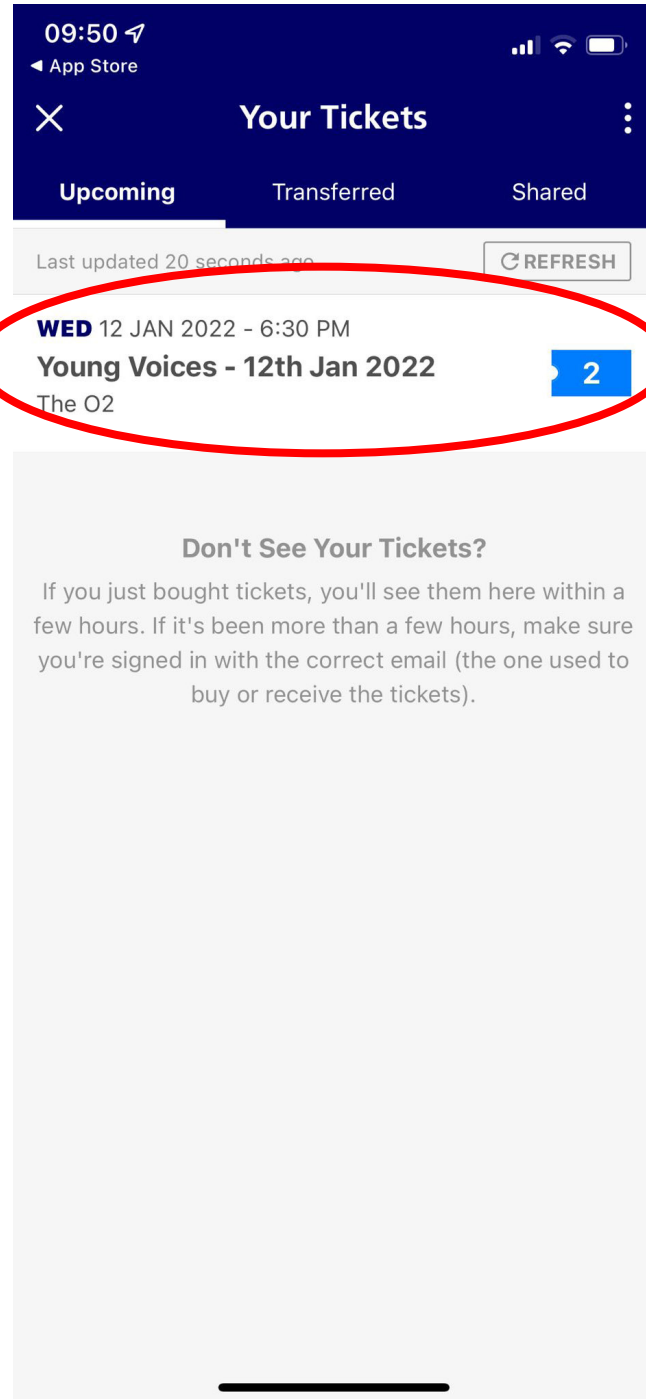 09:50
◀ App Store
Your Tickets
Upcoming Transferred Shared
Last updated 20 seconds ago REFRESH
WED 12 JAN 2022 - 6:30 PM
Young Voices - 12th Jan 2022
2
The O2
Don't See Your Tickets?
If you just bought tickets, you'll see them here within a
few hours. If it's been more than a few hours, make sure
you're signed in with the correct email (the one used to
buy or receive the tickets).